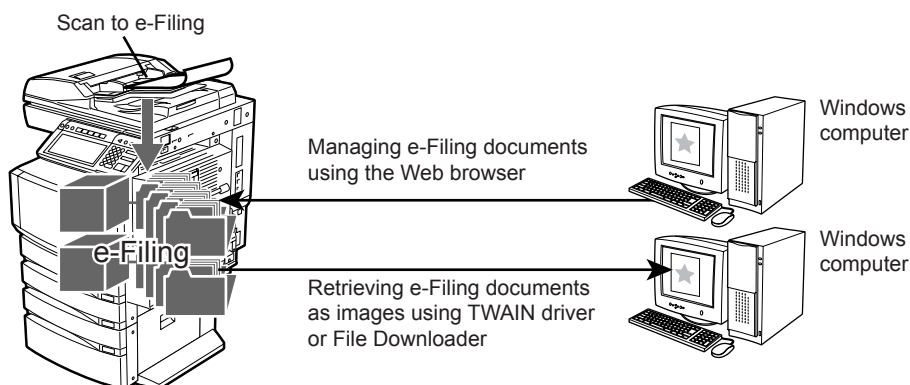 Scan to e-Filing
Windows
computer
Managing e-Filing documents
using the Web browser
e-Filing
Windows
computer
Retrieving e-Filing documents
as images using TWAIN driver
or File Downloader